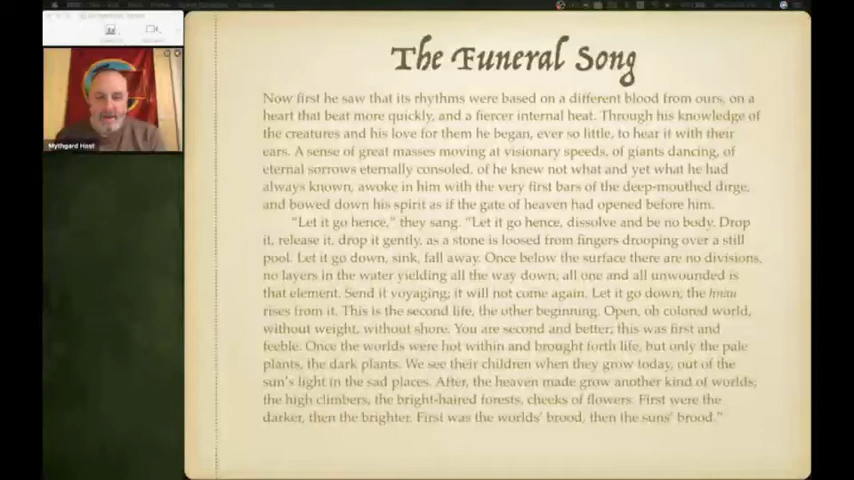 The Funeral Song
Now first he saw that its rhythms were based on a different blood from ours, on a
heart that beat more quickly, and a fiercer internal heat. Through his knowledge of
the creatures and his love for them he began, ever so little, to hear it with their
ears. A sense of great masses moving at visionary speeds, of giants dancing, of
eternal sorrows eternally consoled, of he knew not what and yet what he had
always known, awoke in him with the very first bars of the deep-mouthed dirge,
and bowed down his spirit as if the gate of heaven had opened before him.
“Let it go hence,” they sang. “Let it go hence, dissolve and be no body. Drop
it, release it, drop it gently, as a stone is loosed from fingers drooping over a still
pool. Let it go down, sink, fall away. Once below the surface there are no divisions,
no layers in the water yielding all the way down; all one and all unwounded is
that element. Send it voyaging; it will not come again. Let it go down; the hnau
rises from it. This is the second life, the other beginning. Open, oh colored world,
without weight, without shore. You are second and better; this was first and
feeble. Once the worlds were hot within and brought forth life, but only the pale
plants, the dark plants. We see their children when they grow today, out of the
sun’s light in the sad places. After, the heaven made grow another kind of worlds;
the high climbers, the bright-haired forests, cheeks of flowers. First were the
darker, then the brighter. First was the worlds’ brood, then the suns’ brood.”
Mythgard Host